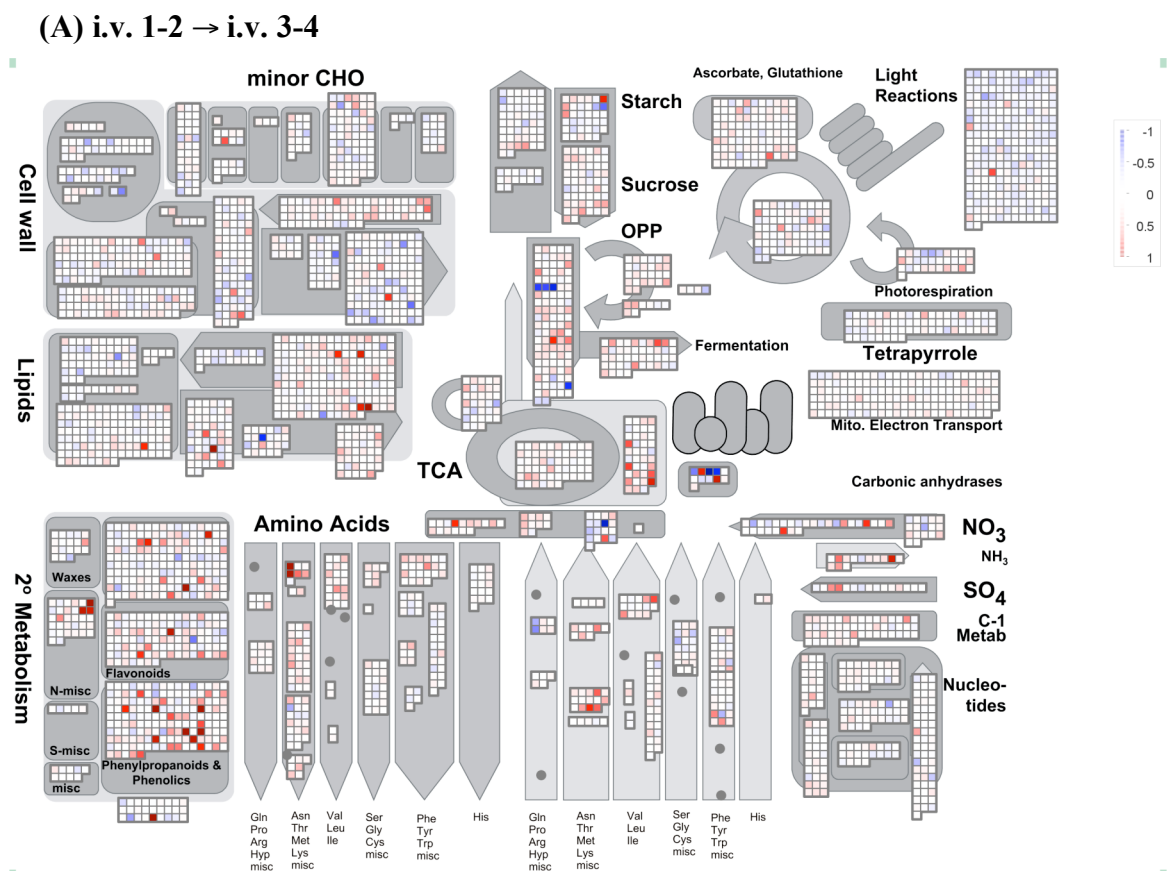 (A) i.v. 1-2 → i.v. 3-4
minor CHO
Cell wall
Starch
Sucrose
OPP
Ascorbate, Glutathione
Light
Reactions
-1
-0.5
0
0.5
1
Photorespiration
Fermentation
Tetrapyrrole
Mito. Electron Transport
Lipids
TCA
Carbonic anhydrases
Amino Acids
NO3
NH3
SO4
C-1
Metab
Nucleo-
tides
2° Metabolism
Waxes
N-misc
S-misc
misc
Flavonoids
Phenylpropanoids &
Phenolics
Gln
Pro
Arg
Hyp
misc
Asn
Thr
Met
Lys
misc
Val
Leu
Ile
Ser
Gly
Cys
misc
Phe
Tyr
Trp
misc
His
Gln
Pro
Arg
Hyp
misc
Asn
Thr
Met
Lys
misc
Val
Leu
Ile
Ser
Gly
Cys
misc
Phe
Tyr
Trp
misc
His